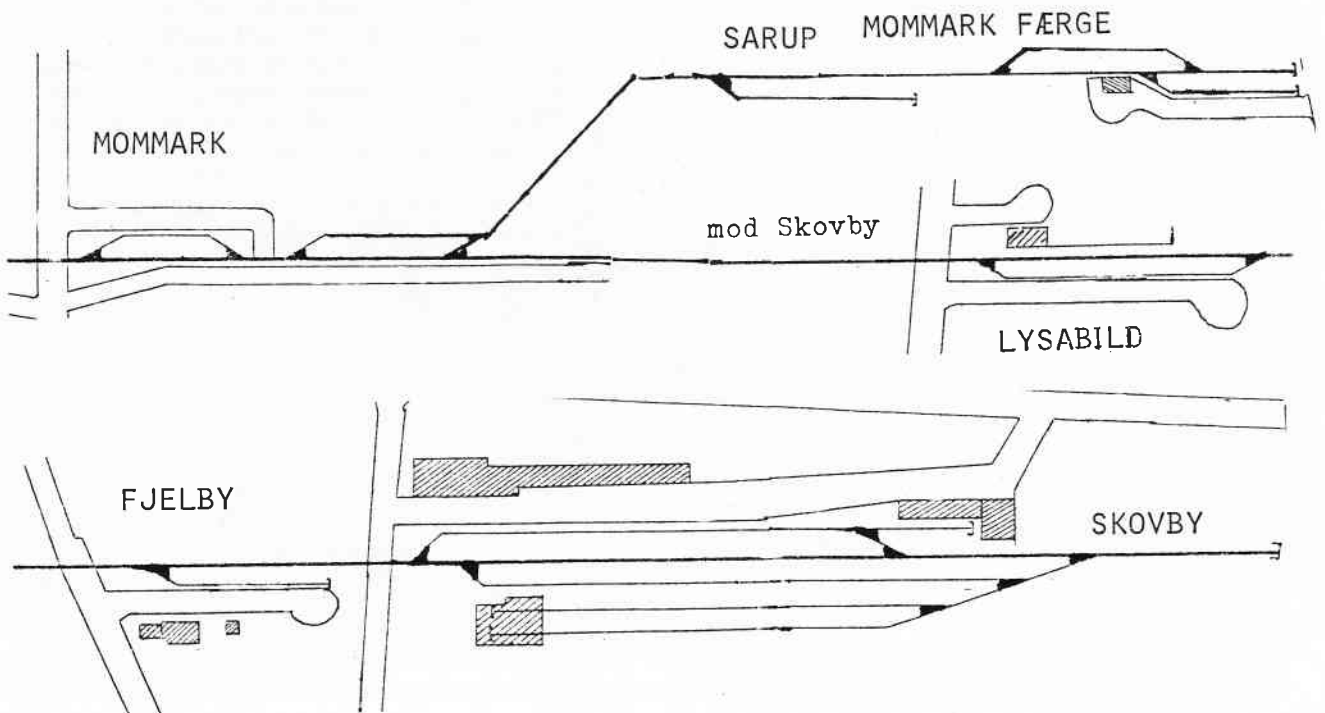 SARUP
MOMMARK FÆRGE
MOMMARK
mod Skovby
LYSABILD
FJELBY
SKOVBY